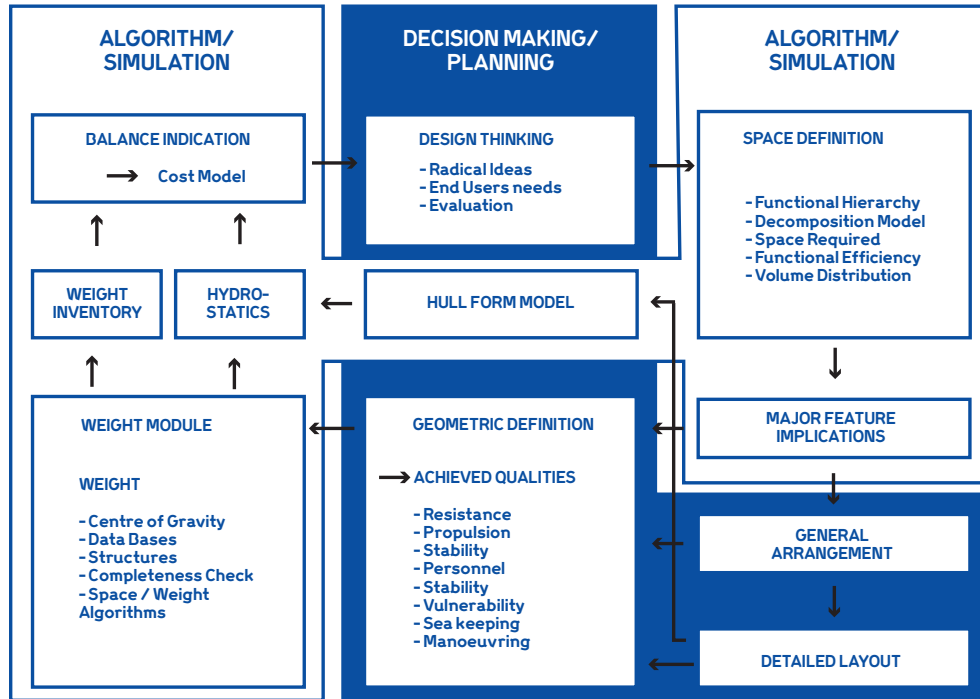 ALGORITHM/
SIMULATION
BALANCE INDICATION
Cost Model
WEIGHT
INVENTORY
HYDRO-
STATICS
WEIGHT MODULE
WEIGHT
- Centre of Gravity
- Data Bases
- Structures
- Completeness Check
- Space / Weight
Algorithms
DECISION MAKING/
PLANNING
DESIGN THINKING
- Radical Ideas
- End Users needs
- Evaluation
HULL FORM MODEL
GEOMETRIC DEFINITION
ACHIEVED QUALITIES
- Resistance
- Propulsion
- Stability
- Personnel
- Stability
- Vulnerability
- Sea keeping
- Manoeuvring
ALGORITHM/
SIMULATION
SPACE DEFINITION
- Functional Hierarchy
- Decomposition Model
- Space Required
- Functional Efficiency
- Volume Distribution
MAJOR FEATURE
IMPLICATIONS
GENERAL
ARRANGEMENT
DETAILED LAYOUT